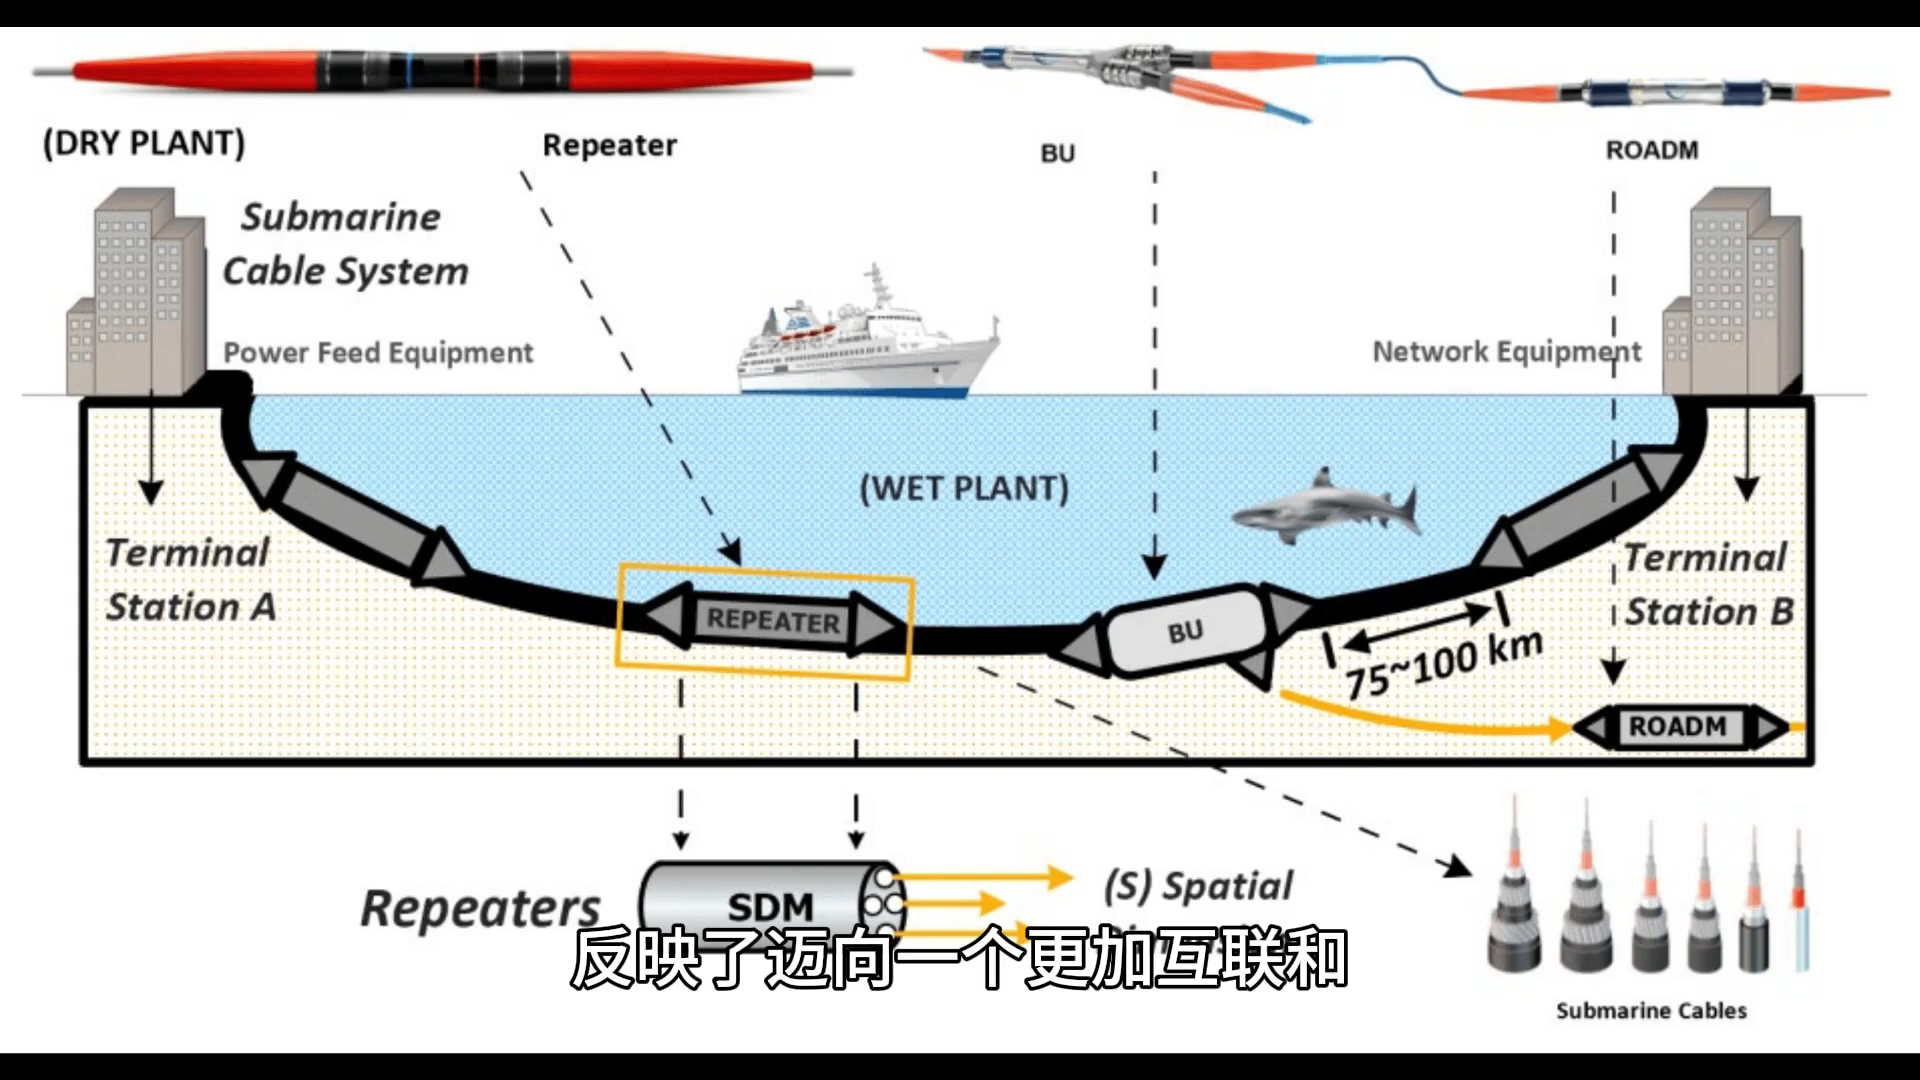 (DRY PLANT)
Repeater
BU
ROADM
Submarine
Cable System
Power Feed Equipment
Network Equipment
(WET PLANT)
Terminal
Station A
REPEATER
BU
75~100 km
Terminal
Station B
ROADM
Repeaters
SDM
(S) Spatial
反映了迈向一个更加互联和
Submarine Cables